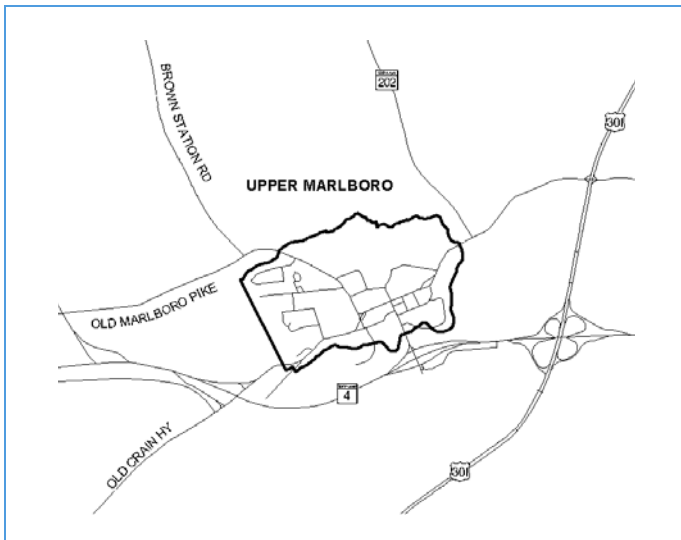 BROWN STATION RD
202
301
UPPER MARLBORO
OLD MARLBORO PIKE
4
OLD CRAIN HY
301